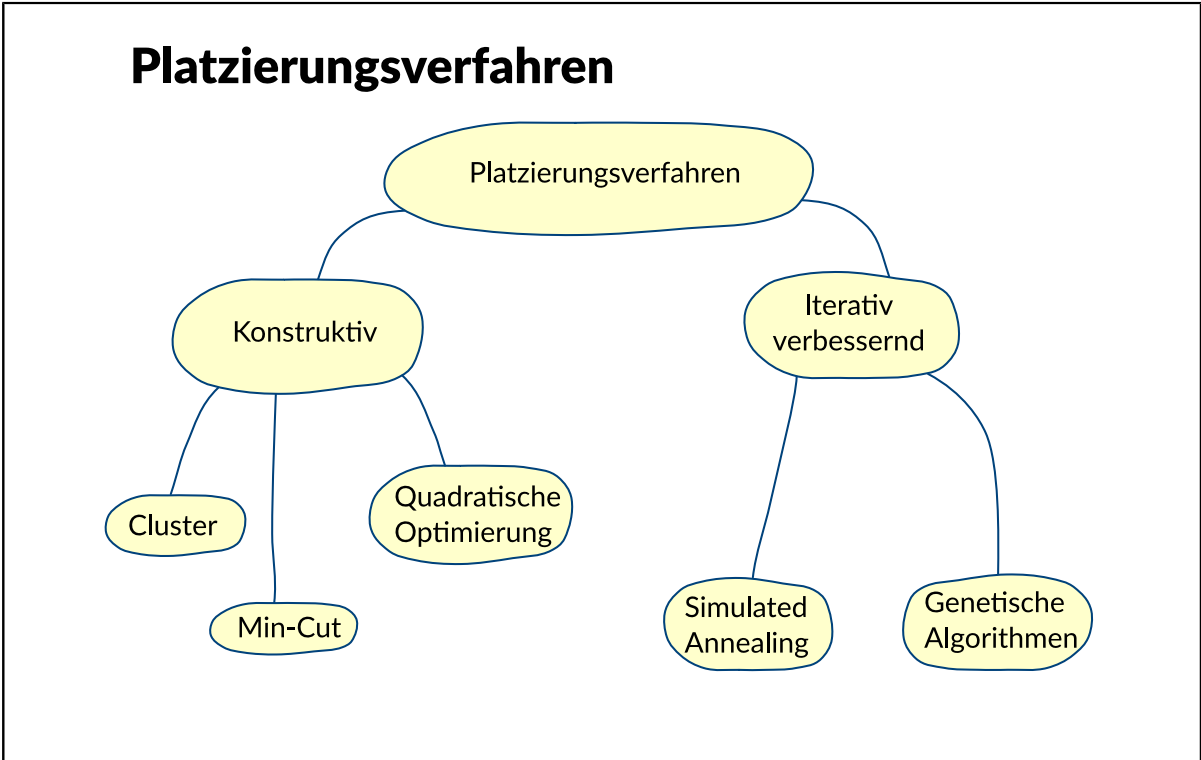 Platzierungsverfahren
Platzierungsverfahren
Konstruktiv
Iterativ
verbessernd
Cluster
Quadratische
Optimierung
Min-Cut
Simulated
Annealing
Genetische
Algorithmen